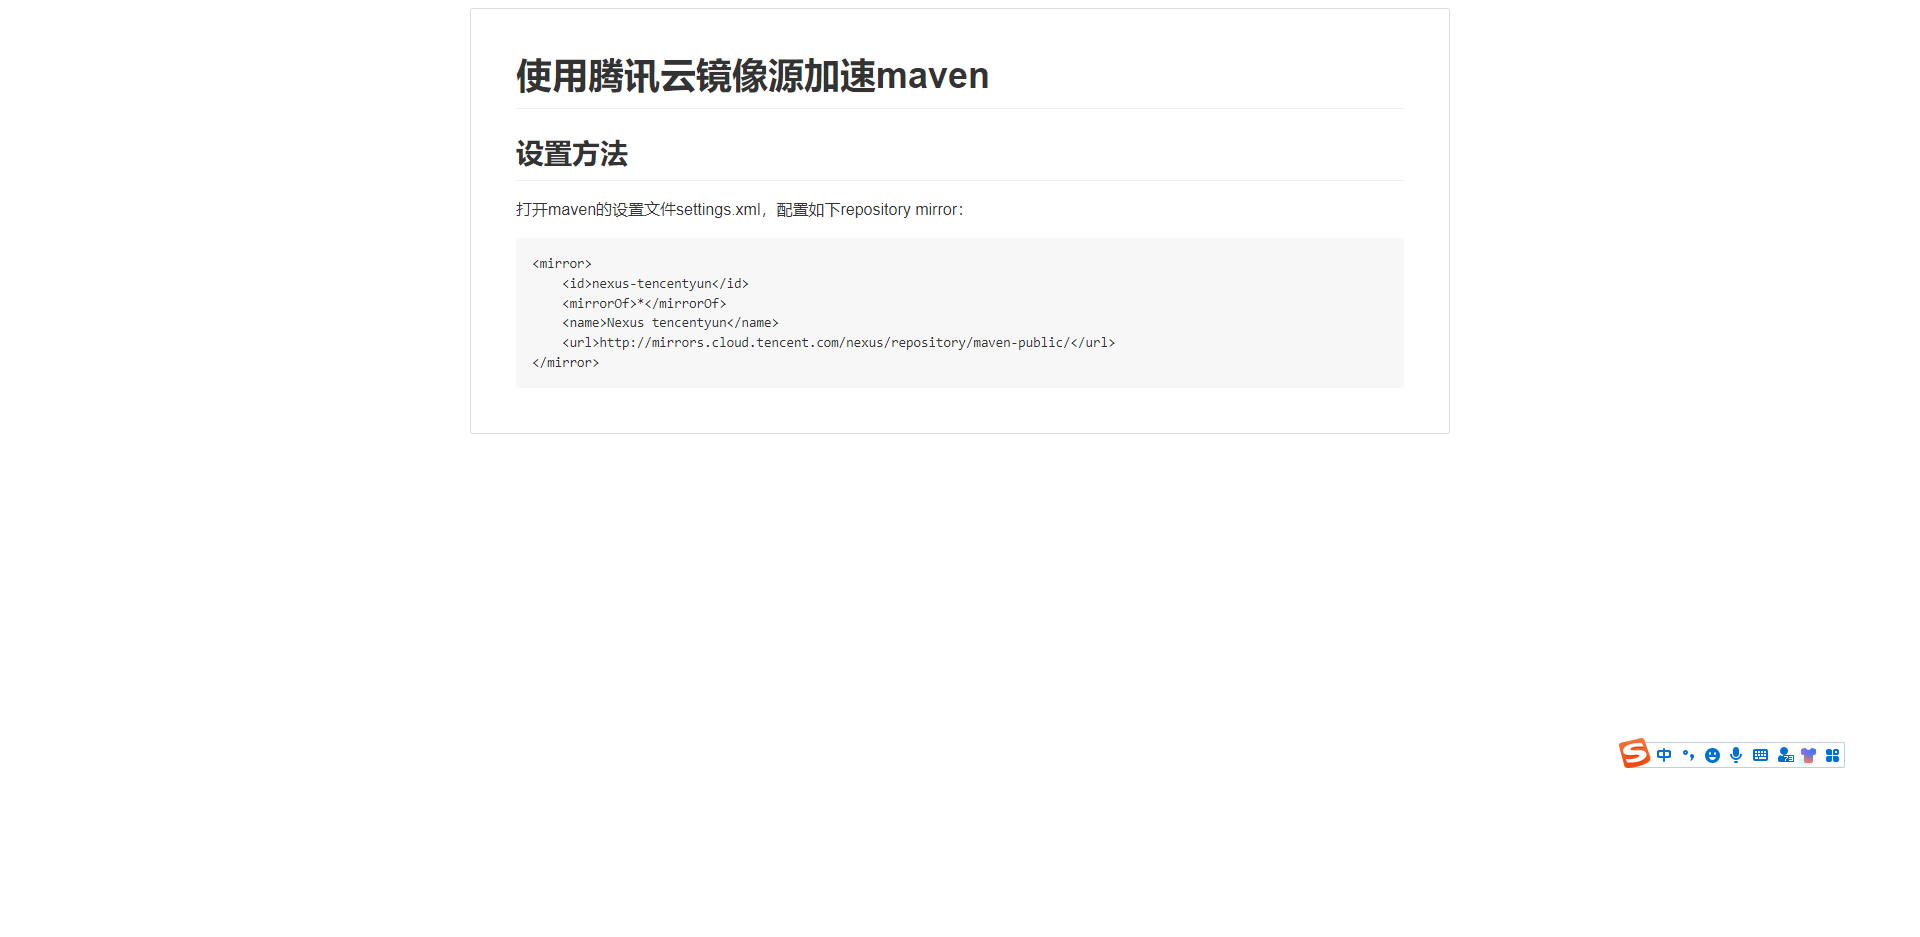 使用腾讯云镜像源加速maven
设置方法
打开maven的设置文件settings.xml，配置如下repository mirror：
<mirror>
    <id>nexus-tencentyun</id>
    <mirrorOf>*</mirrorOf>
    <name>Nexus tencentyun</name>
    <url>http://mirrors.cloud.tencent.com/nexus/repository/maven-public/</url>
</mirror>
中